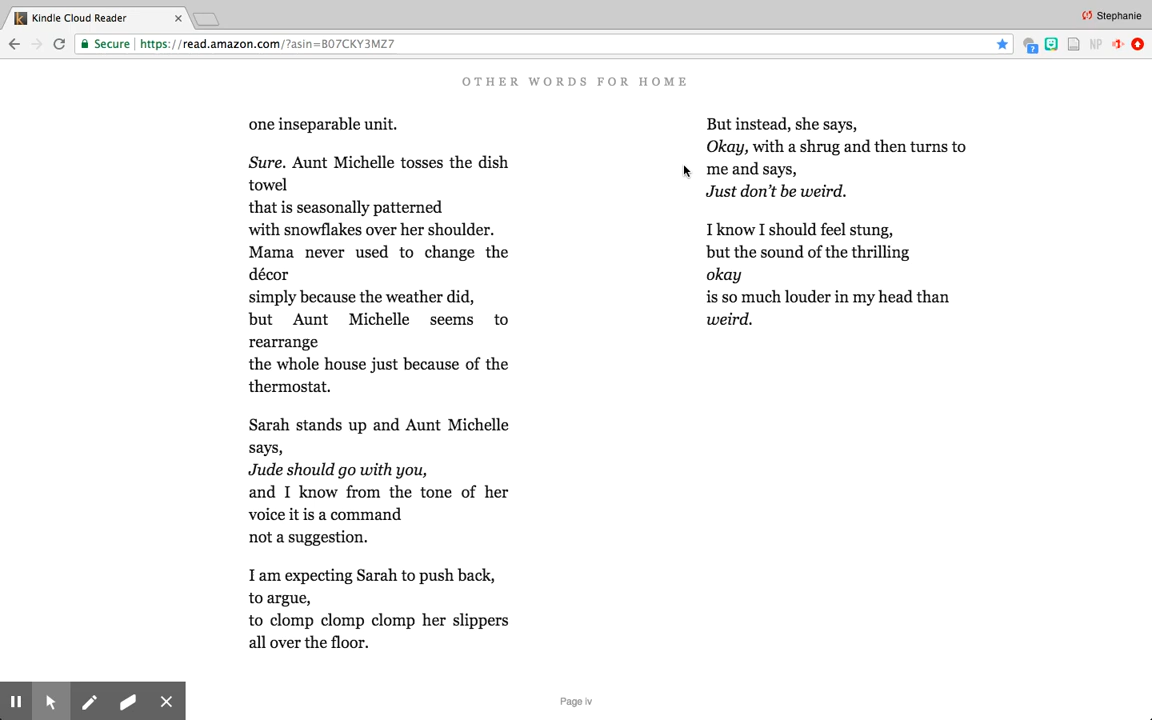 Kindle Cloud Reader
Stephanie
Secure
https://read.amazon.com/?asin=B07CKY3MZ7
NP
OTHER WORDS FOR HOME
one inseparable unit.
Sure. Aunt Michelle tosses the dish
towel
that is seasonally patterned
with snowflakes over her shoulder.
Mama never used to change the
décor
simply because the weather did,
but Aunt Michelle seems to
rearrange
the whole house just because of the
thermostat.
Sarah stands up and Aunt Michelle
says,
Jude should go with you,
and I know from the tone of her
voice it is a command
not a suggestion.
I am expecting Sarah to push back,
to argue,
to clomp clomp clomp her slippers
all over the floor.
But instead, she says,
Okay, with a shrug and then turns to
me and says,
Just don’t be weird.
I know I should feel stung,
but the sound of the thrilling
okay
is so much louder in my head than
weird.
Page iv